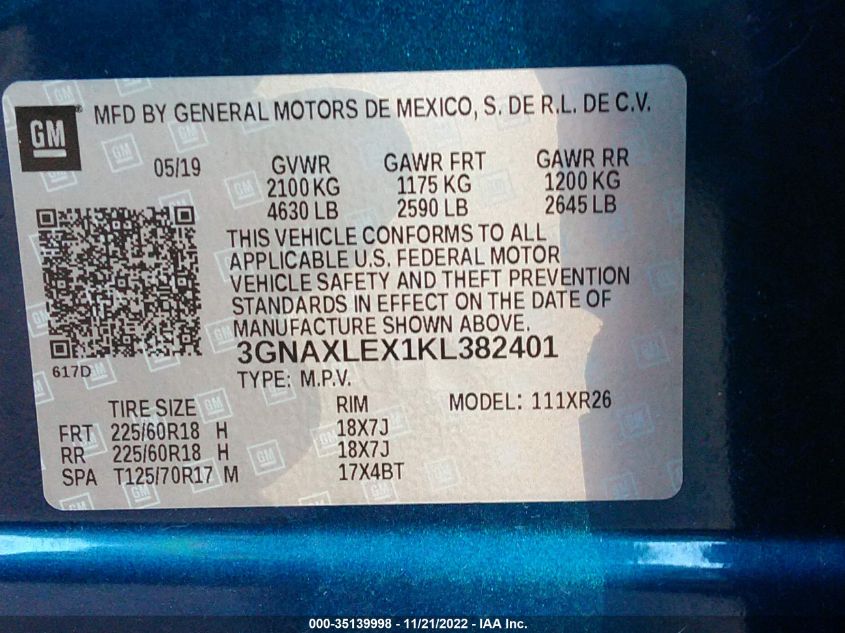 GM
MFD BY GENERAL MOTORS DE MEXICO, S. DE R.L. DE C.V.
05/19 GVWR GAWR FRT GAWR RR
2100 KG 1175 KG 1200 KG
4630 LB 2590 LB 2645 LB
THIS VEHICLE CONFORMS TO ALL
APPLICABLE U.S. FEDERAL MOTOR
VEHICLE SAFETY AND THEFT PREVENTION
STANDARDS IN EFFECT ON THE DATE OF
MANUFACTURE SHOWN ABOVE.
3GNAXLEX1KL382401
617D
TYPE: M.P.V.
TIRE SIZE RIM MODEL: 111XR26
FRT 225/60R18 H 18X7J
RR 225/60R18 H 18X7J
SPA T125/70R17 M 17X4BT
000-35139998 - 11/21/2022 - IAA Inc.